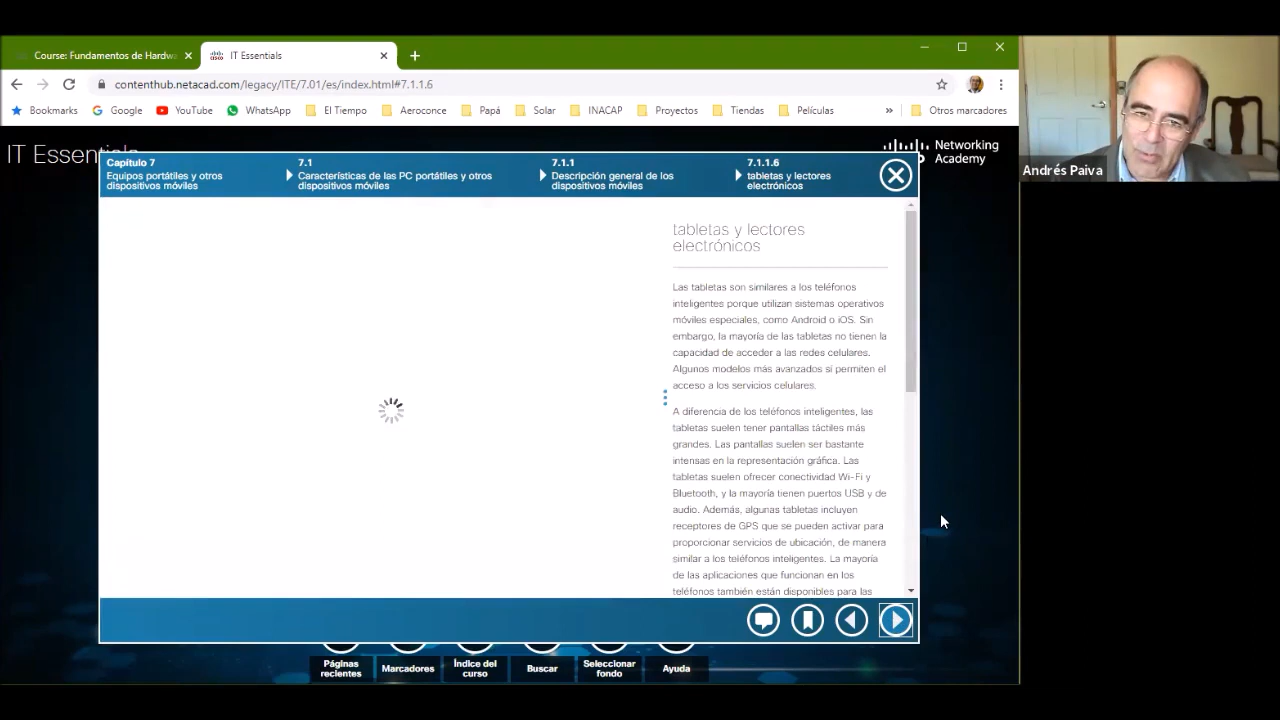 Course: Fundamentos de Hardwa
IT Essentials
contenthub.netacad.com/legacy/ITE/7.01/es/index.html#7.1.1.6
Bookmarks
Google
YouTube
WhatsApp
El Tiempo
Aeroconce
Papá
Solar
INACAP
Proyectos
Tiendas
Películas
»
Otros marcadores
IT Essentials
Networking
Academy
CISCO
Andrés Paiva
Capítulo 7
Equipos portátiles y otros
dispositivos móviles
7.1
Características de las PC portátiles y otros
dispositivos móviles
7.1.1
Descripción general de los
dispositivos móviles
7.1.1.6
tabletas y lectores
electrónicos
tabletas y lectores
electrónicos
Las tabletas son similares a los teléfonos
inteligentes porque utilizan sistemas operativos
móviles especiales, como Android o iOS. Sin
embargo, la mayoría de las tabletas no tienen la
capacidad de acceder a las redes celulares.
Algunos modelos más avanzados sí permiten el
acceso a los servicios celulares.
A diferencia de los teléfonos inteligentes, las
tabletas suelen tener pantallas táctiles más
grandes. Las pantallas suelen ser bastante
intensas en la representación gráfica. Las
tabletas suelen ofrecer conectividad Wi-Fi y
Bluetooth, y la mayoría tienen puertos USB y de
audio. Además, algunas tabletas incluyen
receptores de GPS que se pueden activar para
proporcionar servicios de ubicación, de manera
similar a los teléfonos inteligentes. La mayoría
de las aplicaciones que funcionan en los
teléfonos también están disponibles para las
Páginas
recientes
Marcadores
Índice del
curso
Buscar
Seleccionar
fondo
Ayuda